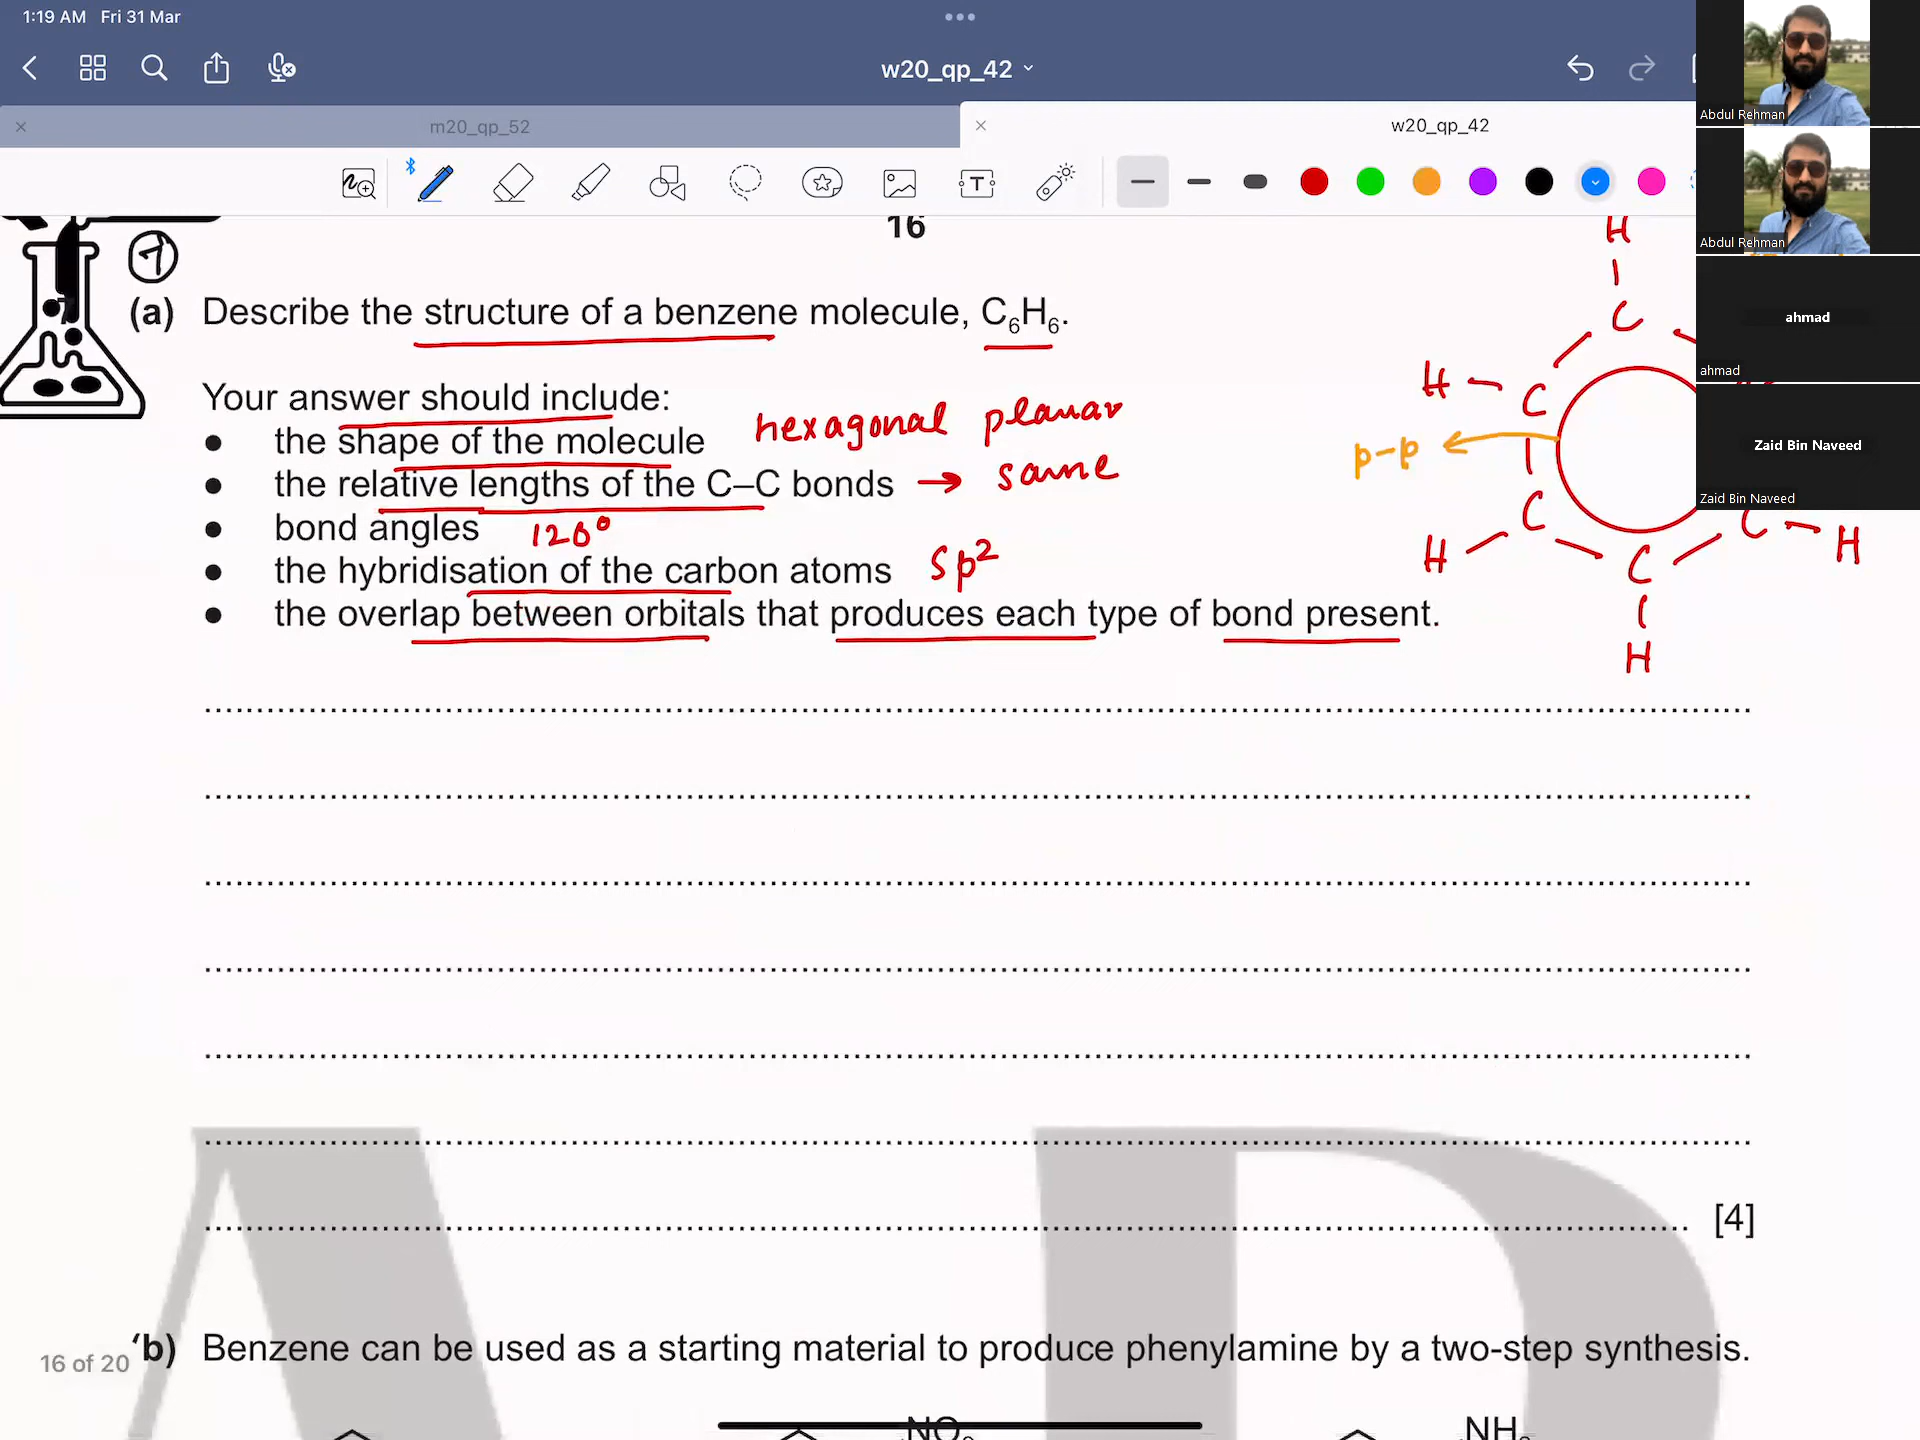 1:19 AM Fri 31 Mar
w20_qp_42
m20_qp_52
w20_qp_42
Abdul Rehman
Abdul Rehman
ahmad
ahmad
Zaid Bin Naveed
Zaid Bin Naveed
16
7
7 (a) Describe the structure of a benzene molecule, C₆H₆.
Your answer should include:
● the shape of the molecule hexagonal planar
● the relative lengths of the C–C bonds → same
● bond angles 120°
● the hybridisation of the carbon atoms sp²
● the overlap between orbitals that produces each type of bond present.
H
C
H – C
p-p
C
H
C
C – H
H
[4]
(b) Benzene can be used as a starting material to produce phenylamine by a two-step synthesis.
16 of 20
NO₂
NH₂